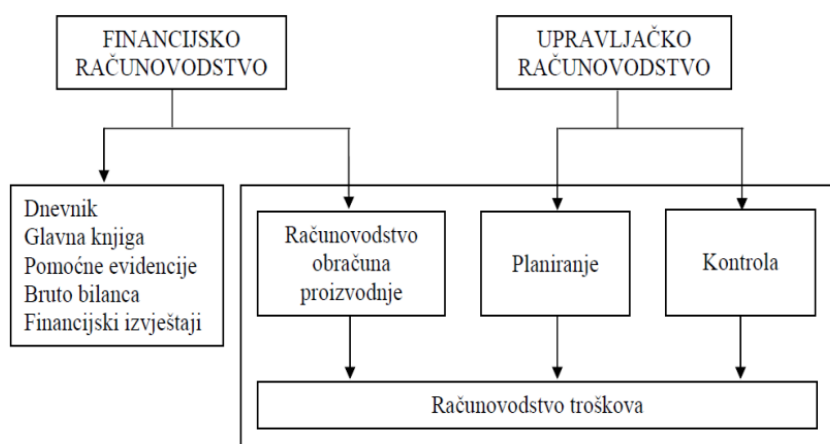 FINANCIJSKO
RAČUNOVODSTVO
UPRAVLJAČKO
RAČUNOVODSTVO
Dnevnik
Glavna knjiga
Pomoćne evidencije
Bruto bilanca
Financijski izvještaji
Računovodstvo
obračuna
proizvodnje
Planiranje
Kontrola
Računovodstvo troškova